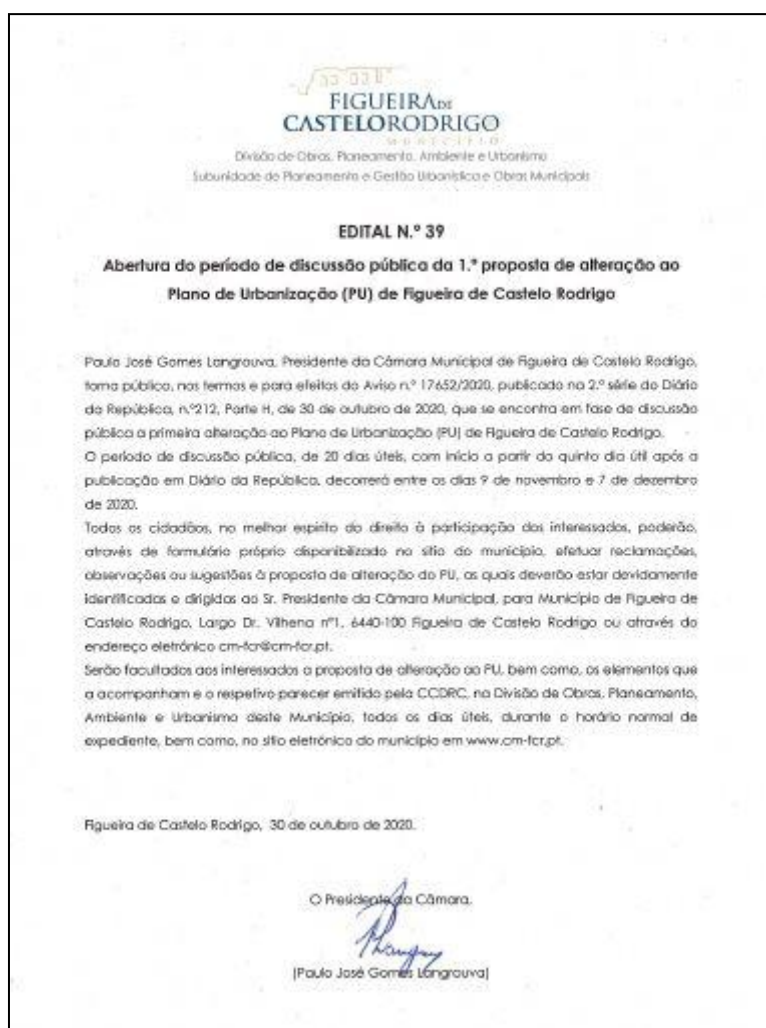 FIGUEIRA DE
CASTELO RODRIGO
MUNICÍPIO
Divisão de Obras, Planeamento, Ambiente e Urbanismo
Subunidade de Planeamento e Gestão Urbanística e Obras Municipais
EDITAL N.º 39
Abertura do período de discussão pública da 1.ª proposta de alteração ao
Plano de Urbanização (PU) de Figueira de Castelo Rodrigo
Paulo José Gomes Langrouva, Presidente da Câmara Municipal de Figueira de Castelo Rodrigo,
torna público, nos termos e para efeitos do Aviso n.º 17652/2020, publicado na 2.ª série do Diário
da República, n.º212, Parte H, de 30 de outubro de 2020, que se encontra em fase de discussão
pública a primeira alteração ao Plano de Urbanização (PU) de Figueira de Castelo Rodrigo.
O período de discussão pública, de 20 dias úteis, com início a partir do quinto dia útil após a
publicação em Diário da República, decorrerá entre os dias 9 de novembro e 7 de dezembro
de 2020.
Todos os cidadãos, no melhor espírito do direito à participação dos interessados, poderão,
através de formulário próprio disponibilizado no sítio do município, efetuar reclamações,
observações ou sugestões à proposta de alteração do PU, as quais deverão estar devidamente
identificadas e dirigidas ao Sr. Presidente da Câmara Municipal, para Município de Figueira de
Castelo Rodrigo, Largo Dr. Vilhena nº1, 6440-100 Figueira de Castelo Rodrigo ou através do
endereço eletrónico cm-fcr@cm-fcr.pt.
Serão facultados aos interessados a proposta de alteração ao PU, bem como, os elementos que
a acompanham e o respetivo parecer emitido pela CCDRC, na Divisão de Obras, Planeamento,
Ambiente e Urbanismo deste Município, todos os dias úteis, durante o horário normal de
expediente, bem como, no sítio eletrónico do município em www.cm-fcr.pt.
Figueira de Castelo Rodrigo, 30 de outubro de 2020.
O Presidente da Câmara,
(Paulo José Gomes Langrouva)